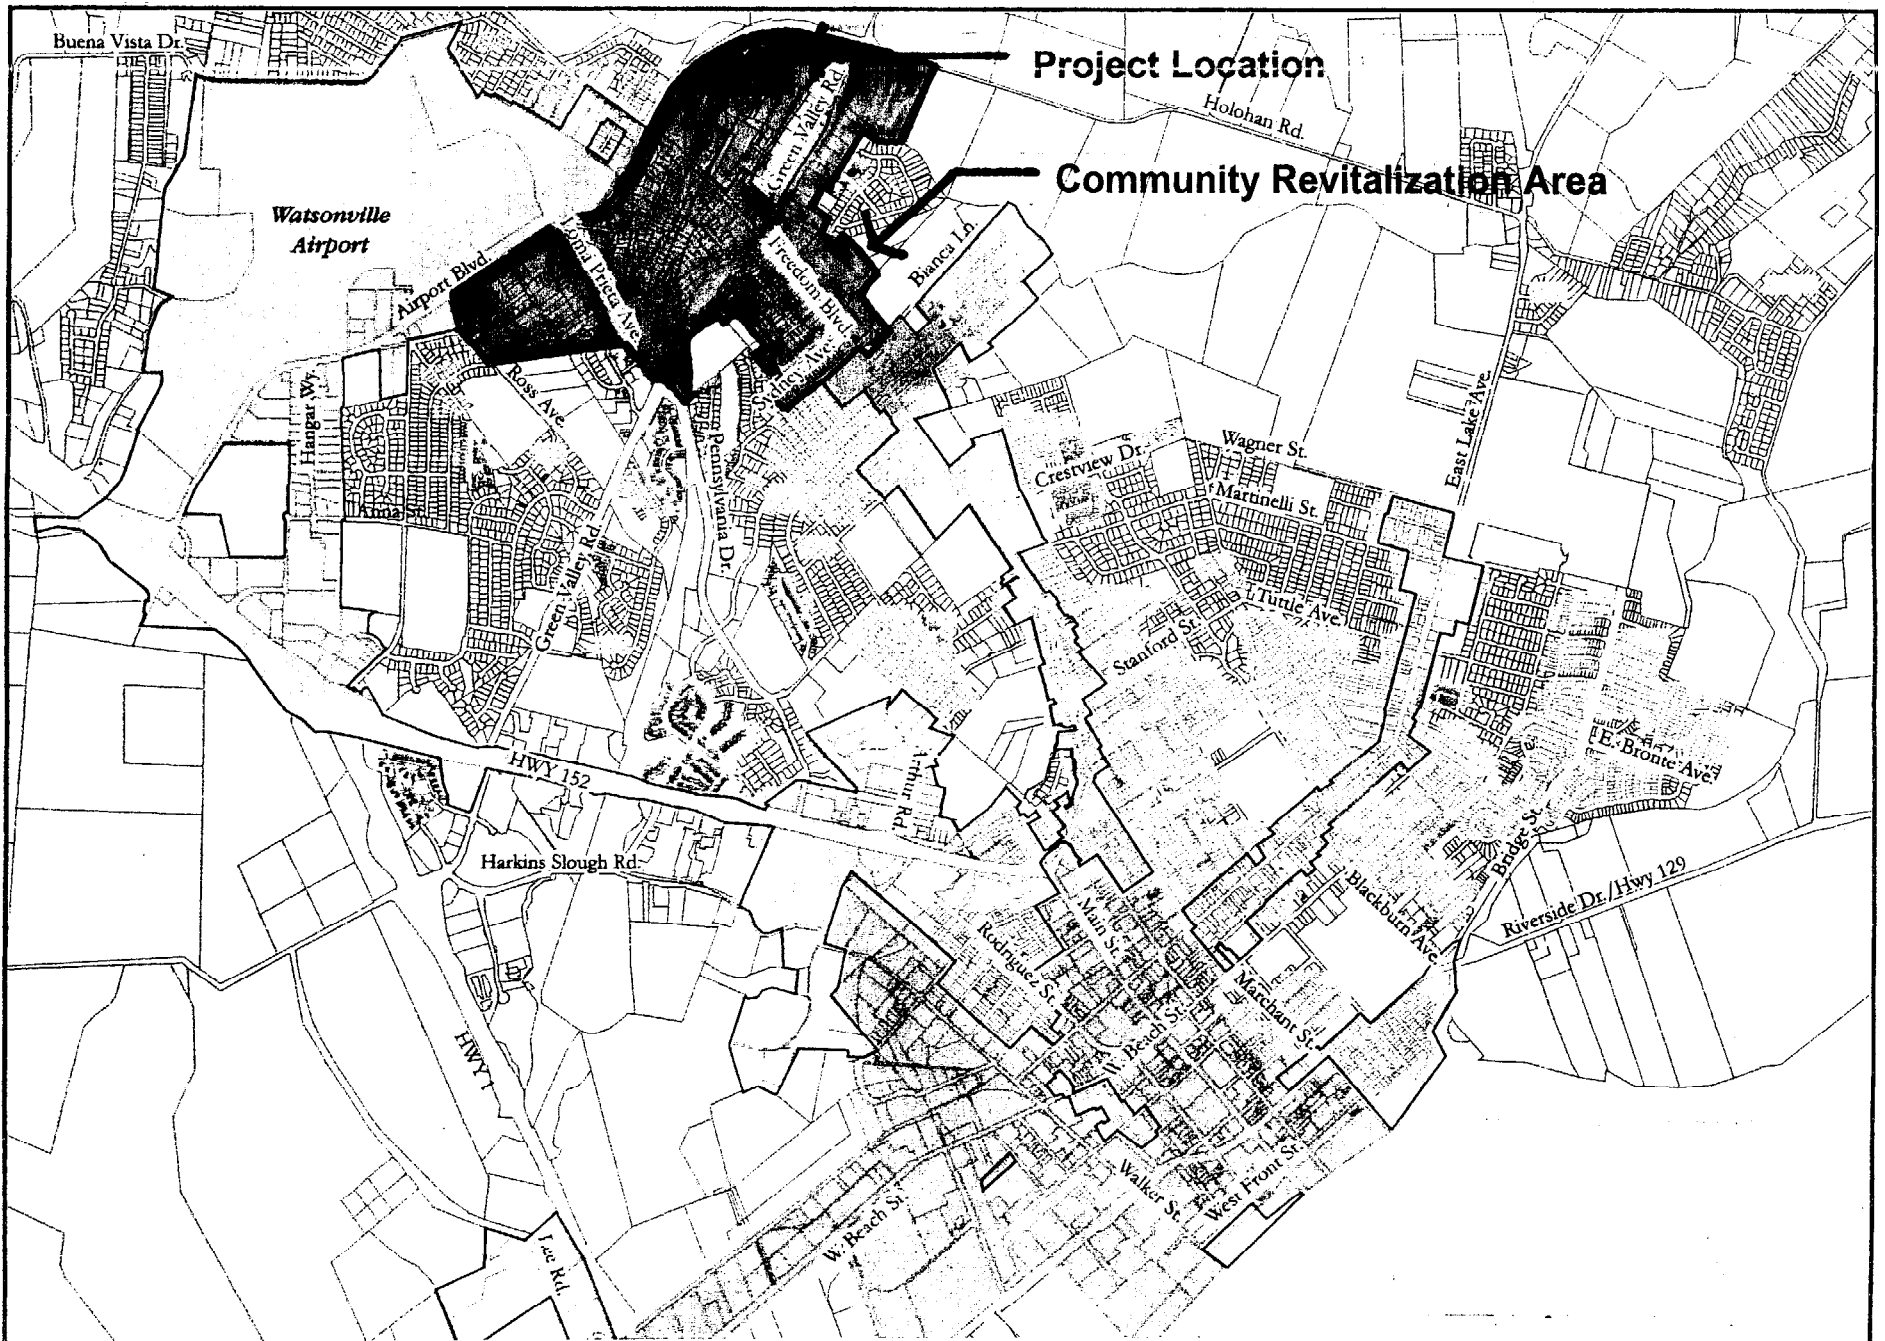 Buena Vista Dr.
Project Location
Green Valley Rd.
Holohan Rd.
Community Revitalization Area
Watsonville
Airport
Bianca Ln.
Airport Blvd.
Loma Prieta Ave.
Freedom Blvd.
Sydney Ave.
Hangar Wy.
Ross Ave.
Pennsylvania Dr.
East Lake Ave.
Wagner St.
Crestview Dr.
Martinelli St.
Anna St.
Green Valley Rd.
Tuttle Ave.
Stanford St.
E. Bronte Ave.
HWY 152
Arthur Rd.
Harkins Slough Rd.
Bridge St.
Riverside Dr./Hwy 129
Blackburn Ave.
Main St.
Rodriguez St.
Marchant St.
W. Beach St.
HWY 1
Walker St.
West Front St.
W. Beach St.
Lee Rd.